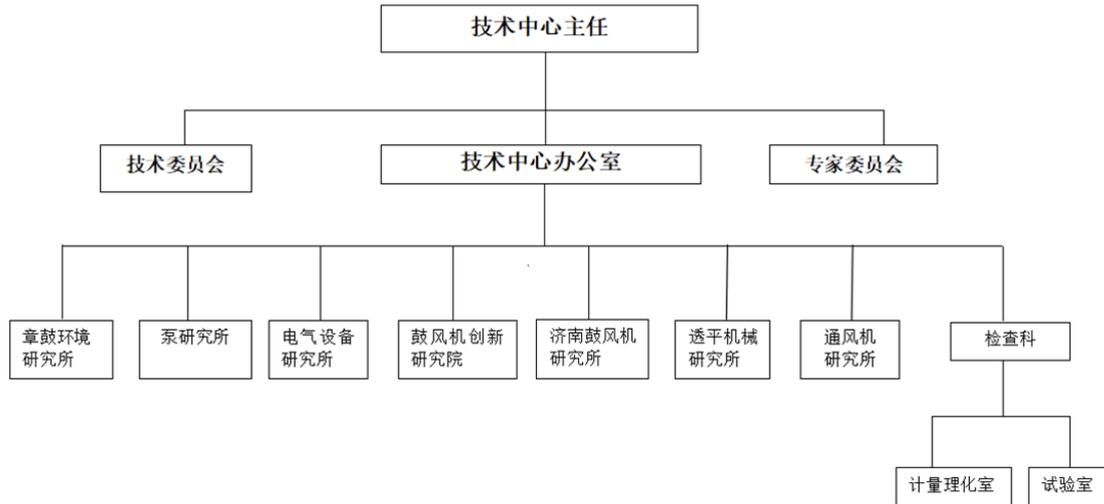 技术中心主任
技术委员会
技术中心办公室
专家委员会
章鼓环境
研究所
泵研究所
电气设备
研究所
鼓风机创新
研究院
济南鼓风机
研究所
透平机械
研究所
通风机
研究所
检查科
计量理化室
试验室